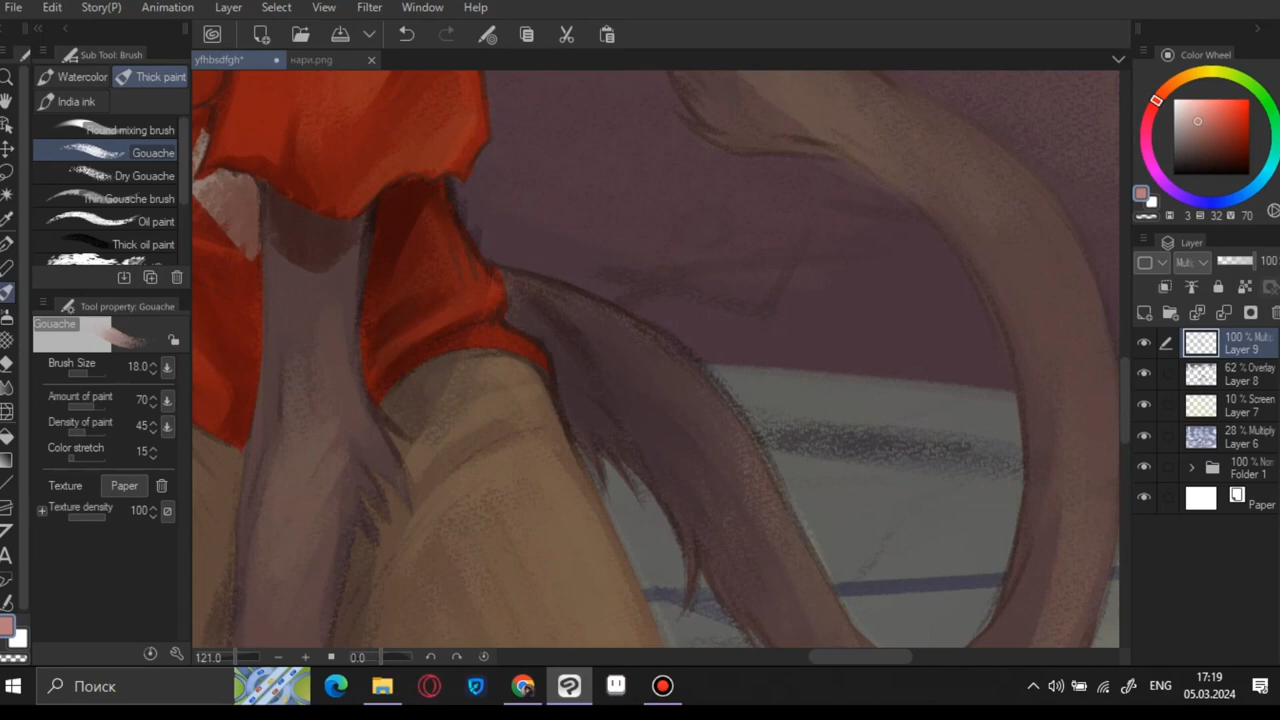 File Edit Story(P) Animation Layer Select View Filter Window Help
Sub Tool: Brush
Watercolor Thick paint
India ink
Round mixing brush
Gouache
Dry Gouache
Thin Gouache brush
Oil paint
Thick oil paint
Tool property: Gouache
Gouache
Brush Size 18.0
Amount of paint 70
Density of paint 45
Color stretch 15
Texture Paper
Texture density 100
yfhbsdfgh* нари.png
121.0 0.0
Color Wheel
3 32 70
Layer
100
100 %
Layer 9
62 % Overlay
Layer 8
10 % Screen
Layer 7
28 % Multiply
Layer 6
100 %
Folder 1
Paper
Поиск
ENG
17:19
05.03.2024